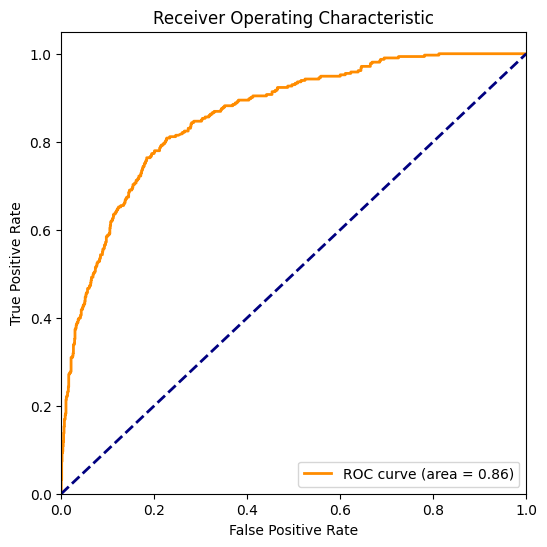 Receiver Operating Characteristic
True Positive Rate
1.0
0.8
0.6
0.4
0.2
0.0
0.0 0.2 0.4 0.6 0.8 1.0
False Positive Rate
ROC curve (area = 0.86)